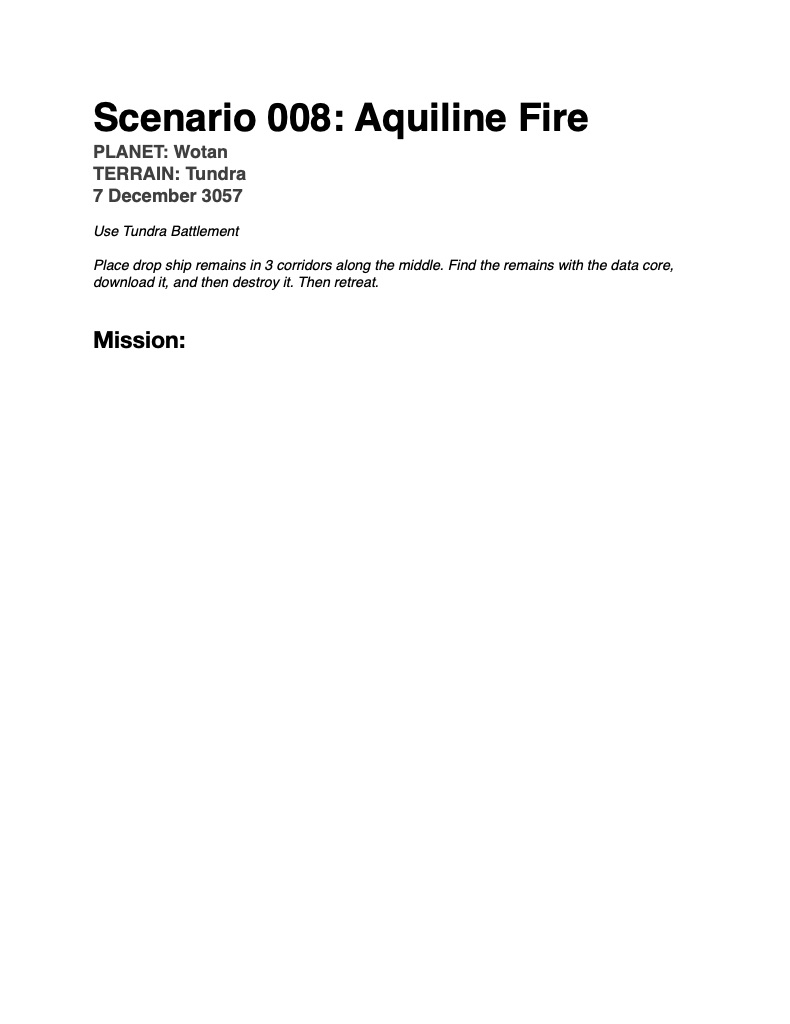 Scenario 008: Aquiline Fire
PLANET: Wotan
TERRAIN: Tundra
7 December 3057
Use Tundra Battlement
Place drop ship remains in 3 corridors along the middle. Find the remains with the data core,
download it, and then destroy it. Then retreat.
Mission: